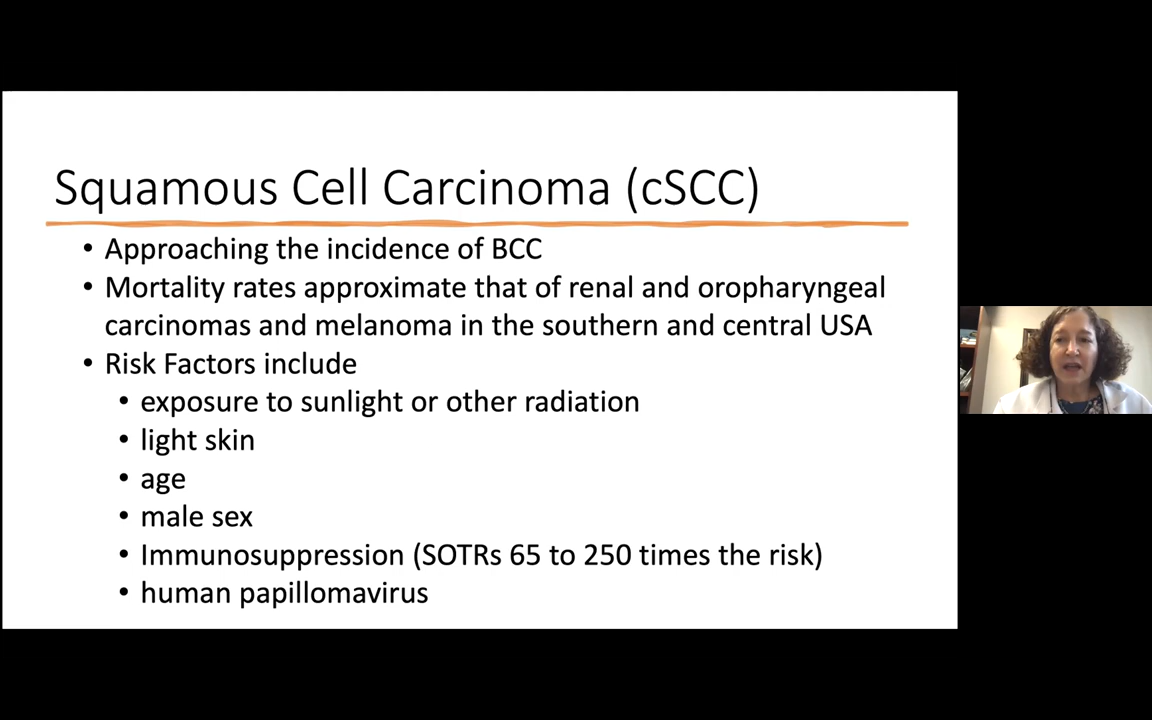 Squamous Cell Carcinoma (cSCC)
• Approaching the incidence of BCC
• Mortality rates approximate that of renal and oropharyngeal
carcinomas and melanoma in the southern and central USA
• Risk Factors include
• exposure to sunlight or other radiation
• light skin
• age
• male sex
• Immunosuppression (SOTRs 65 to 250 times the risk)
• human papillomavirus